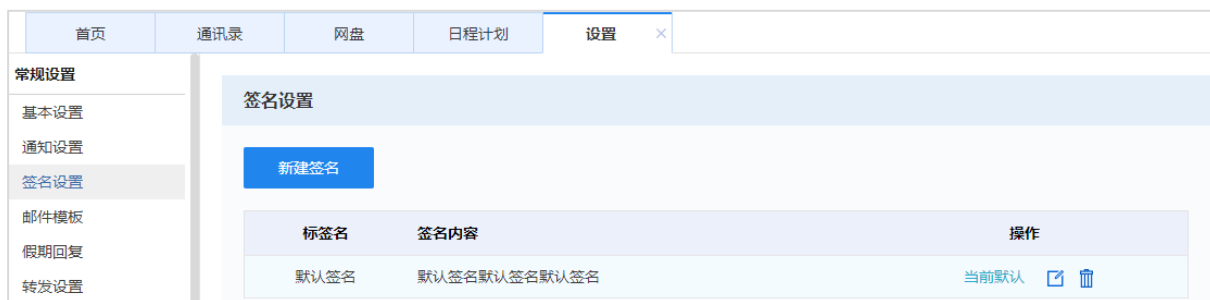 首页 通讯录 网盘 日程计划 设置 ×
常规设置
基本设置
通知设置
签名设置
邮件模板
假期回复
转发设置
签名设置
新建签名
标签名 签名内容 操作
默认签名 默认签名默认签名默认签名 当前默认